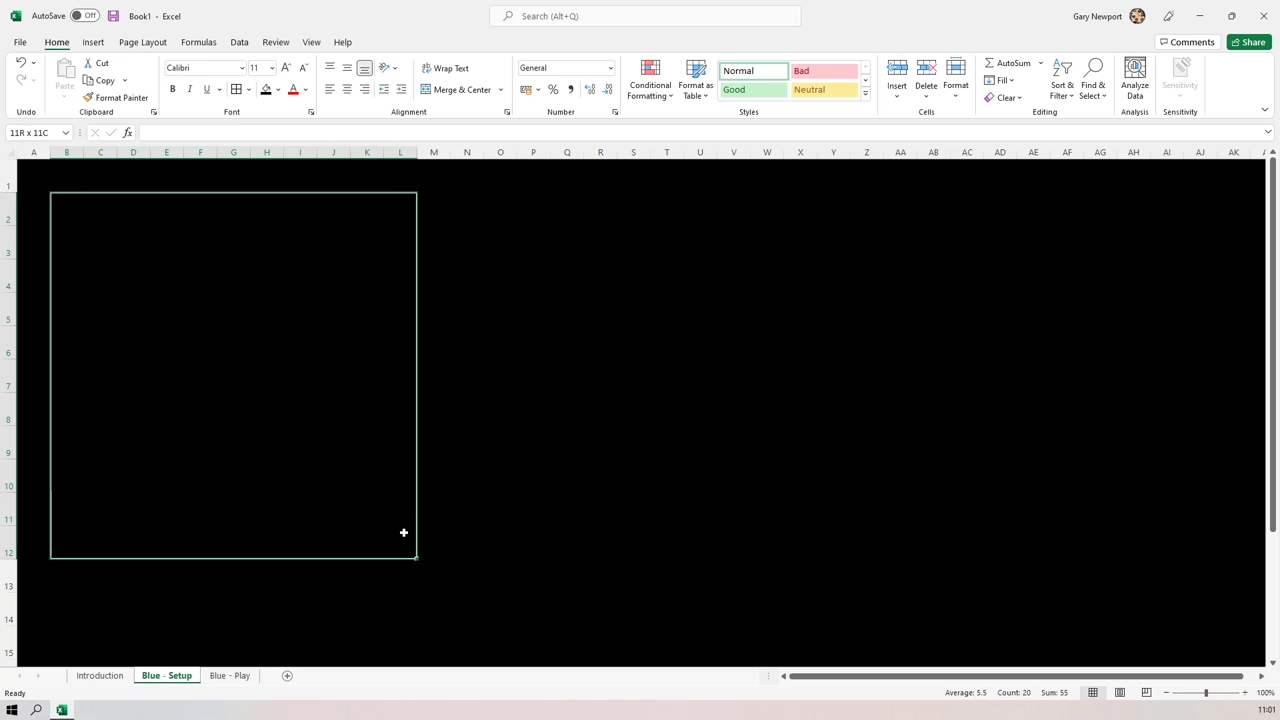 AutoSave Off Book1 - Excel Search (Alt+Q) Gary Newport
File Home Insert Page Layout Formulas Data Review View Help Comments Share
Undo
Paste Cut
Copy
Format Painter
Clipboard
Calibri 11
B I U
Font
Wrap Text
Merge & Center
Alignment
General
Number
Conditional Formatting
Format as Table
Normal Bad
Good Neutral
Styles
Insert Delete Format
Cells
AutoSum
Fill
Clear
Sort & Filter
Find & Select
Editing
Analyze Data
Analysis
Sensitivity
Sensitivity
11R x 11C fx
A B C D E F G H I J K L M N O P Q R S T U V W X Y Z AA AB AC AD AE AF AG AH AI AJ AK
1
2
3
4
5
6
7
8
9
10
11
12
13
14
15
Introduction Blue - Setup Blue - Play
Ready Average: 5.5 Count: 20 Sum: 55 100%
11:01